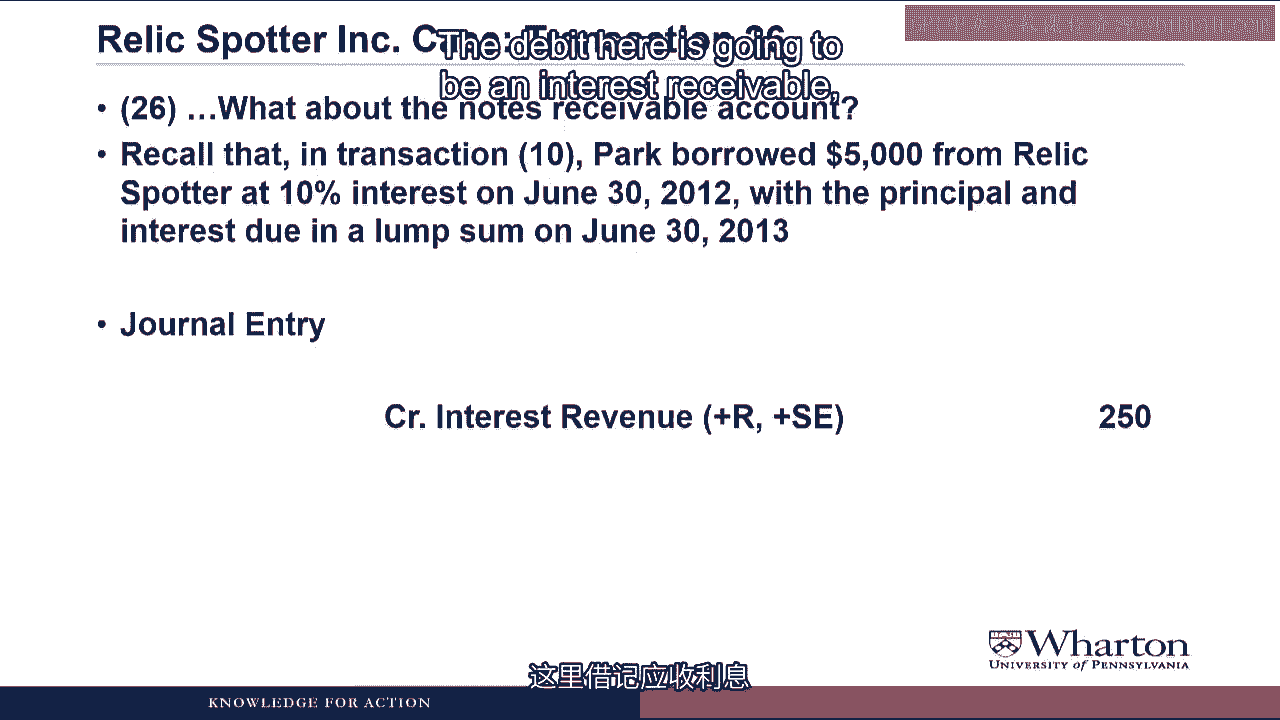 Relic Spotter Inc. Case: Transaction 26
The debit here is going to
be an interest receivable,
• (26) …What about the notes receivable account?
• Recall that, in transaction (10), Park borrowed $5,000 from Relic
Spotter at 10% interest on June 30, 2012, with the principal and
interest due in a lump sum on June 30, 2013
• Journal Entry
Cr. Interest Revenue (+R, +SE) 250
Wharton
UNIVERSITY of PENNSYLVANIA
这里借记应收利息
KNOWLEDGE FOR ACTION